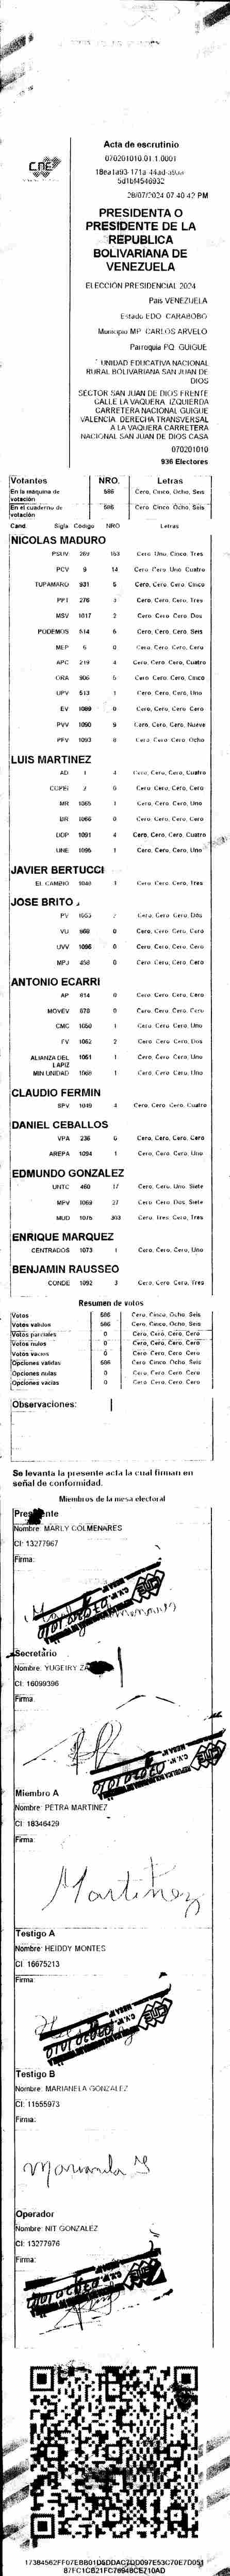 CNE
Acta de escrutinio
070201010.01.1.0001
28/07/2024 07:40:42 PM
PRESIDENTA O
PRESIDENTE DE LA
REPUBLICA
BOLIVARIANA DE
VENEZUELA
ELECCIÓN PRESIDENCIAL 2024
País VENEZUELA
Estado EDO. CARABOBO
Municipio MP. CARLOS ARVELO
Parroquia PQ. GUIGUE
UNIDAD EDUCATIVA NACIONAL
RURAL BOLIVARIANA SAN JUAN DE
DIOS
SECTOR SAN JUAN DE DIOS FRENTE
CALLE LA VAQUERA IZQUIERDA
CARRETERA NACIONAL GUIGUE
VALENCIA DERECHA TRANSVERSAL
A LA VAQUERA CARRETERA
NACIONAL SAN JUAN DE DIOS CASA
070201010
936 Electores
Votantes NRO. Letras
En la máquina de votación 586 Cero, Cinco, Ocho, Seis
En el cuaderno de votación 586 Cero, Cinco, Ocho, Seis
Cand. Sigla Código NRO Letras
NICOLAS MADURO
PSUV 269 153 Cero, Uno, Cinco, Tres
PCV 9 14 Cero, Cero, Uno, Cuatro
TUPAMARO 931 5 Cero, Cero, Cero, Cinco
PPT 276 3 Cero, Cero, Cero, Tres
MSV 1017 2 Cero, Cero, Cero, Dos
PODEMOS 514 6 Cero, Cero, Cero, Seis
MEP 6 0 Cero, Cero, Cero, Cero
APC 219 4 Cero, Cero, Cero, Cuatro
ORA 906 5 Cero, Cero, Cero, Cinco
UPV 513 1 Cero, Cero, Cero, Uno
EV 1089 0 Cero, Cero, Cero, Cero
PVV 1090 9 Cero, Cero, Cero, Nueve
PFV 1093 8 Cero, Cero, Cero, Ocho
LUIS MARTINEZ
AD 1 4 Cero, Cero, Cero, Cuatro
COPEI 2 0 Cero, Cero, Cero, Cero
MR 1065 1 Cero, Cero, Cero, Uno
BR 1066 0 Cero, Cero, Cero, Cero
DDP 1091 4 Cero, Cero, Cero, Cuatro
UNE 1095 1 Cero, Cero, Cero, Uno
JAVIER BERTUCCI
EL CAMBIO 1048 3 Cero, Cero, Cero, Tres
JOSE BRITO
PV 1053 2 Cero, Cero, Cero, Dos
VU 969 0 Cero, Cero, Cero, Cero
UVV 1096 0 Cero, Cero, Cero, Cero
MPJ 458 0 Cero, Cero, Cero, Cero
ANTONIO ECARRI
AP 814 0 Cero, Cero, Cero, Cero
MOVEV 878 0 Cero, Cero, Cero, Cero
CMC 1050 1 Cero, Cero, Cero, Uno
FV 1062 2 Cero, Cero, Cero, Dos
ALIANZA DEL LAPIZ 1051 1 Cero, Cero, Cero, Uno
MIN UNIDAD 1068 1 Cero, Cero, Cero, Uno
CLAUDIO FERMIN
SPV 1049 4 Cero, Cero, Cero, Cuatro
DANIEL CEBALLOS
VPA 236 0 Cero, Cero, Cero, Cero
AREPA 1094 1 Cero, Cero, Cero, Uno
EDMUNDO GONZALEZ
UNTC 460 17 Cero, Cero, Uno, Siete
MPV 1069 27 Cero, Cero, Dos, Siete
MUD 1075 303 Cero, Tres, Cero, Tres
ENRIQUE MARQUEZ
CENTRADOS 1073 1 Cero, Cero, Cero, Uno
BENJAMIN RAUSSEO
CONDE 1092 3 Cero, Cero, Cero, Tres
Resumen de votos
Votos 586 Cero, Cinco, Ocho, Seis
Votos válidos 586 Cero, Cinco, Ocho, Seis
Votos parciales 0 Cero, Cero, Cero, Cero
Votos nulos 0 Cero, Cero, Cero, Cero
Votos vacíos 0 Cero, Cero, Cero, Cero
Opciones válidas 586 Cero, Cinco, Ocho, Seis
Opciones nulas 0 Cero, Cero, Cero, Cero
Opciones vacías 0 Cero, Cero, Cero, Cero
Observaciones:
Se levanta la presente acta la cual firman en
señal de conformidad.
Miembros de la mesa electoral
Presidente
Nombre: MARLY COLMENARES
CI: 13277967
Firma:
Secretario
Nombre: YUGEIRY
CI: 16099396
Firma:
Miembro A
Nombre: PETRA MARTINEZ
CI: 18346429
Firma:
Martinez
Testigo A
Nombre: HEIDDY MONTES
CI: 16675213
Firma:
Testigo B
Nombre: MARIANELA GONZALEZ
CI: 11555973
Firma:
Marianela G
Operador
Nombre: NIT GONZALEZ
CI: 13277976
Firma: